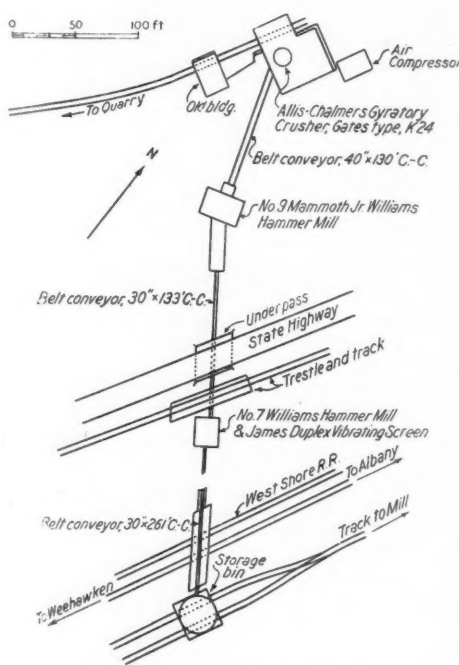 0 50 100 ft
Air
Compressor
To Quarry
Old bldg.
Allis-Chalmers Gyratory
Crusher, Gates type, K24
Belt conveyor, 40"×130'C.-C.
N
No.9 Mammoth Jr. Williams
Hammer Mill
Belt conveyor, 30"×133'C.-C.
Under pass
State Highway
Trestle and track
No.7 Williams Hammer Mill
& James Duplex Vibrating Screen
West Shore R.R.
To Albany
Belt conveyor, 30"×261'C-C
Track to Mill
Storage
bin
To Weehawken